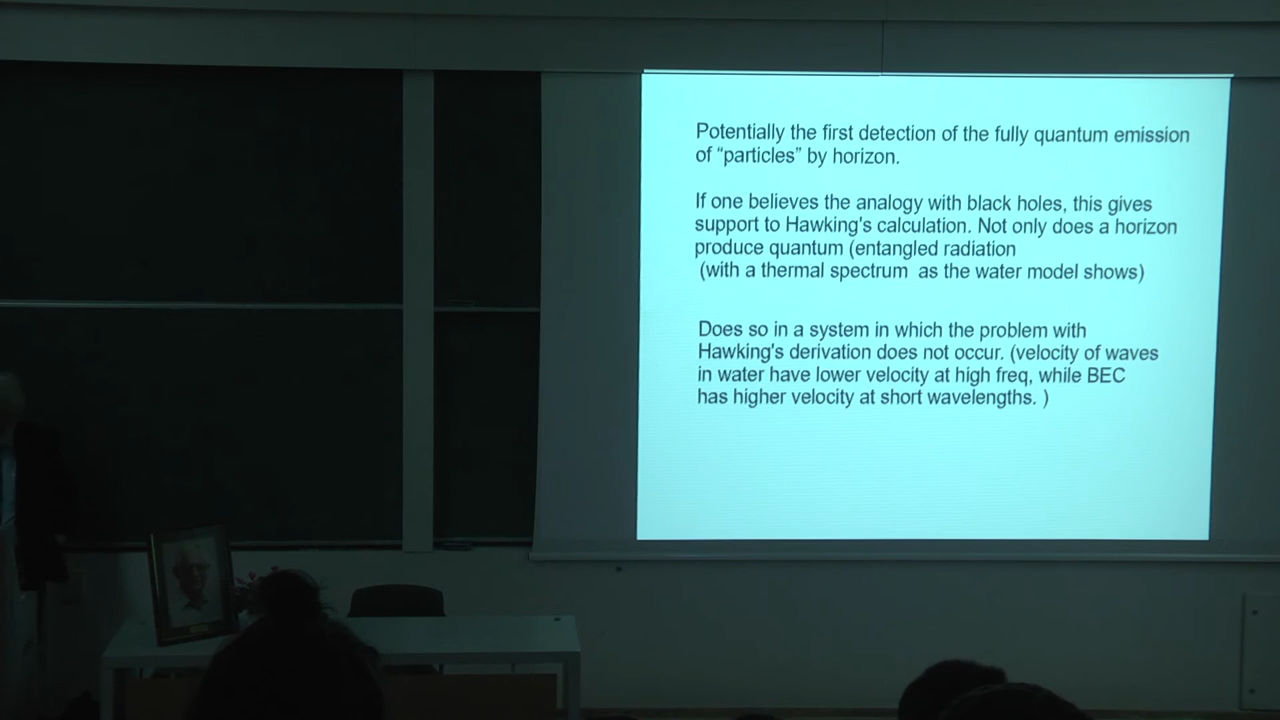 Potentially the first detection of the fully quantum emission
of “particles” by horizon.
If one believes the analogy with black holes, this gives
support to Hawking's calculation. Not only does a horizon
produce quantum (entangled radiation
(with a thermal spectrum as the water model shows)
Does so in a system in which the problem with
Hawking's derivation does not occur. (velocity of waves
in water have lower velocity at high freq, while BEC
has higher velocity at short wavelengths. )